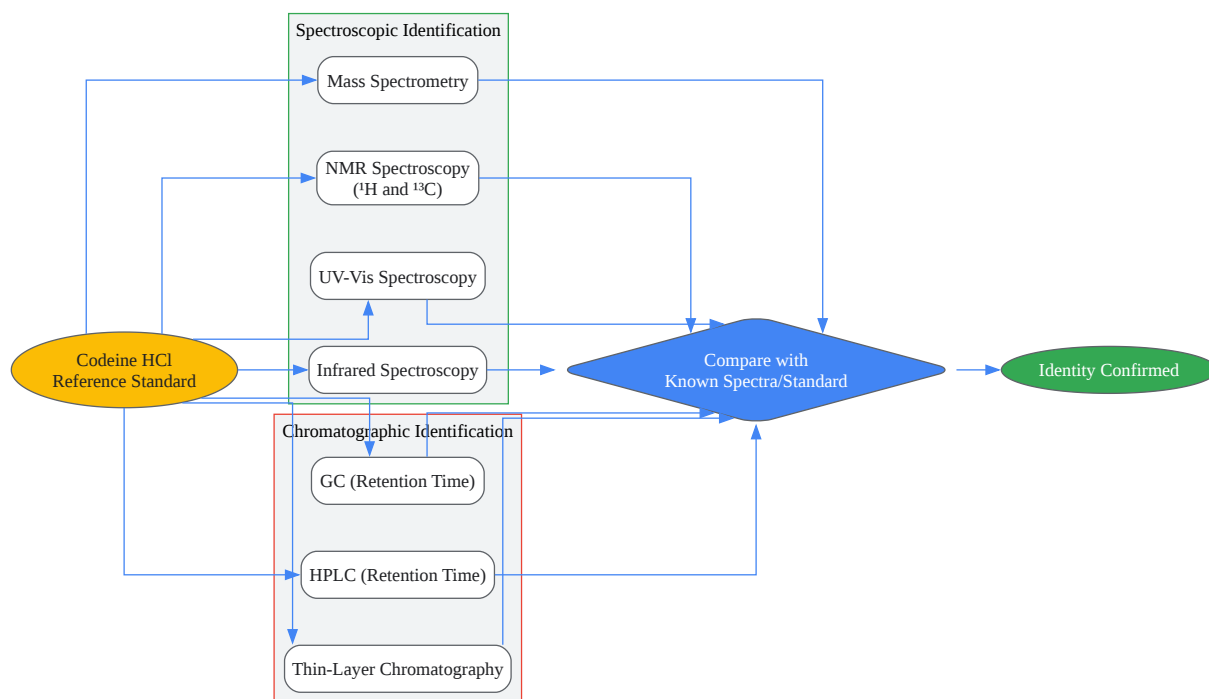 Spectroscopic Identification
Mass Spectrometry
NMR Spectroscopy
(¹H and ¹³C)
UV-Vis Spectroscopy
Infrared Spectroscopy
Codeine HCl
Reference Standard
Compare with
Known Spectra/Standard
Identity Confirmed
Chromatographic Identification
GC (Retention Time)
HPLC (Retention Time)
Thin-Layer Chromatography